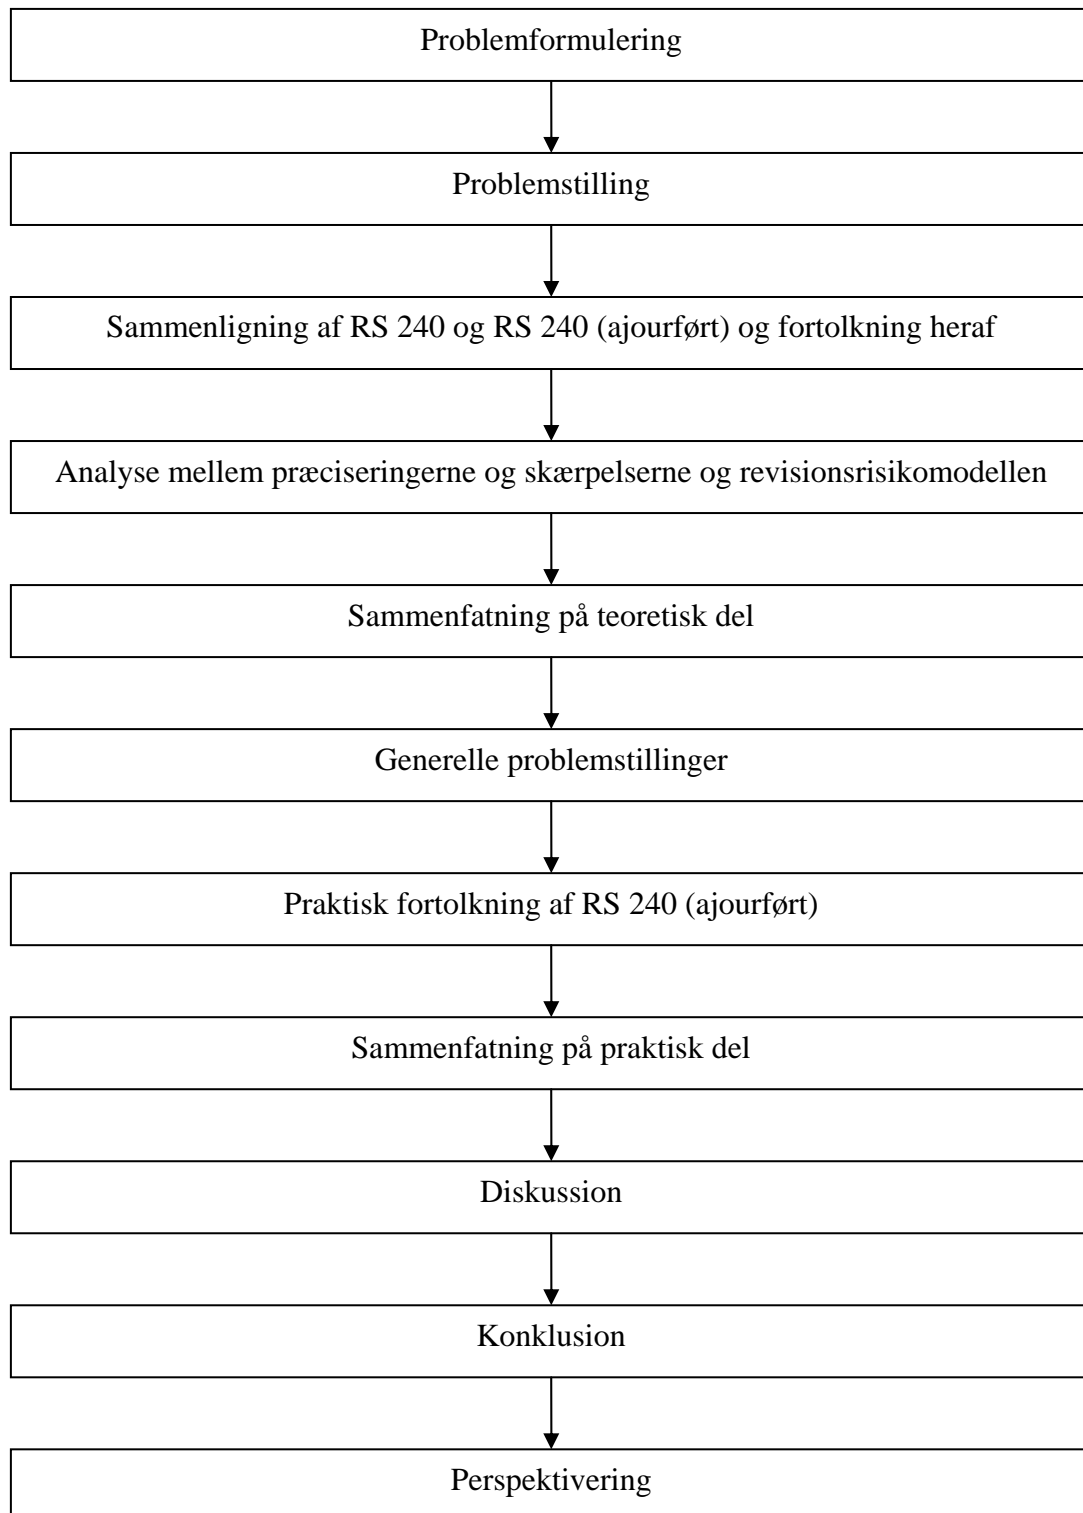 Problemformulering
Problemstilling
Sammenligning af RS 240 og RS 240 (ajourført) og fortolkning heraf
Analyse mellem præciseringerne og skærpelserne og revisionsrisikomodellen
Sammenfatning på teoretisk del
Generelle problemstillinger
Praktisk fortolkning af RS 240 (ajourført)
Sammenfatning på praktisk del
Diskussion
Konklusion
Perspektivering